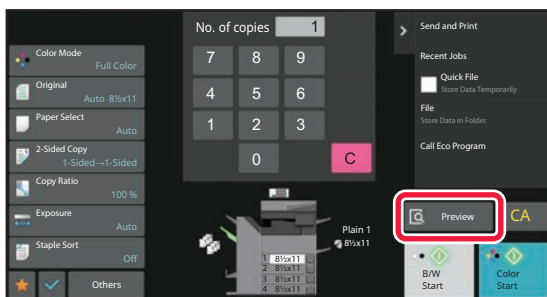 No. of copies 1
Color Mode
Full Color
Original
Auto 8½x11
Paper Select
Auto
2-Sided Copy
1-Sided→1-Sided
Copy Ratio
100 %
Exposure
Auto
Staple Sort
Off
Others
7 8 9
4 5 6
1 2 3
0 C
Plain 1
8½x11
1 8½x11
2 8½x11
3 8½x11
4 8½x11
Send and Print
Recent Jobs
Quick File
Store Data Temporarily
File
Store Data in Folder
Call Eco Program
Preview CA
B/W
Start
Color
Start